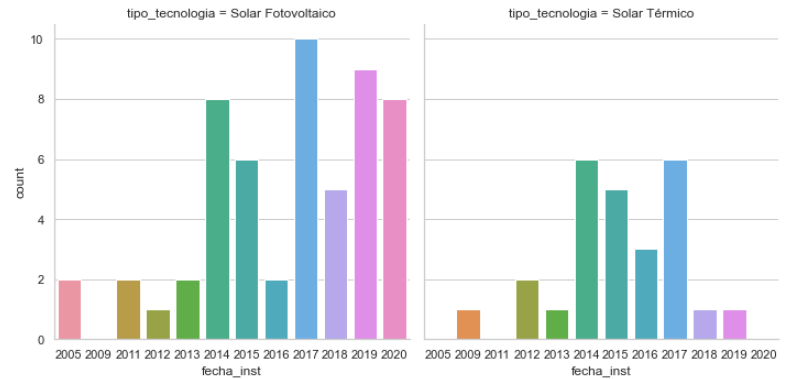 tipo_tecnologia = Solar Fotovoltaico
tipo_tecnologia = Solar Térmico
10
8
6
4
2
0
count
2005 2009 2011 2012 2013 2014 2015 2016 2017 2018 2019 2020
2005 2009 2011 2012 2013 2014 2015 2016 2017 2018 2019 2020
fecha_inst
fecha_inst